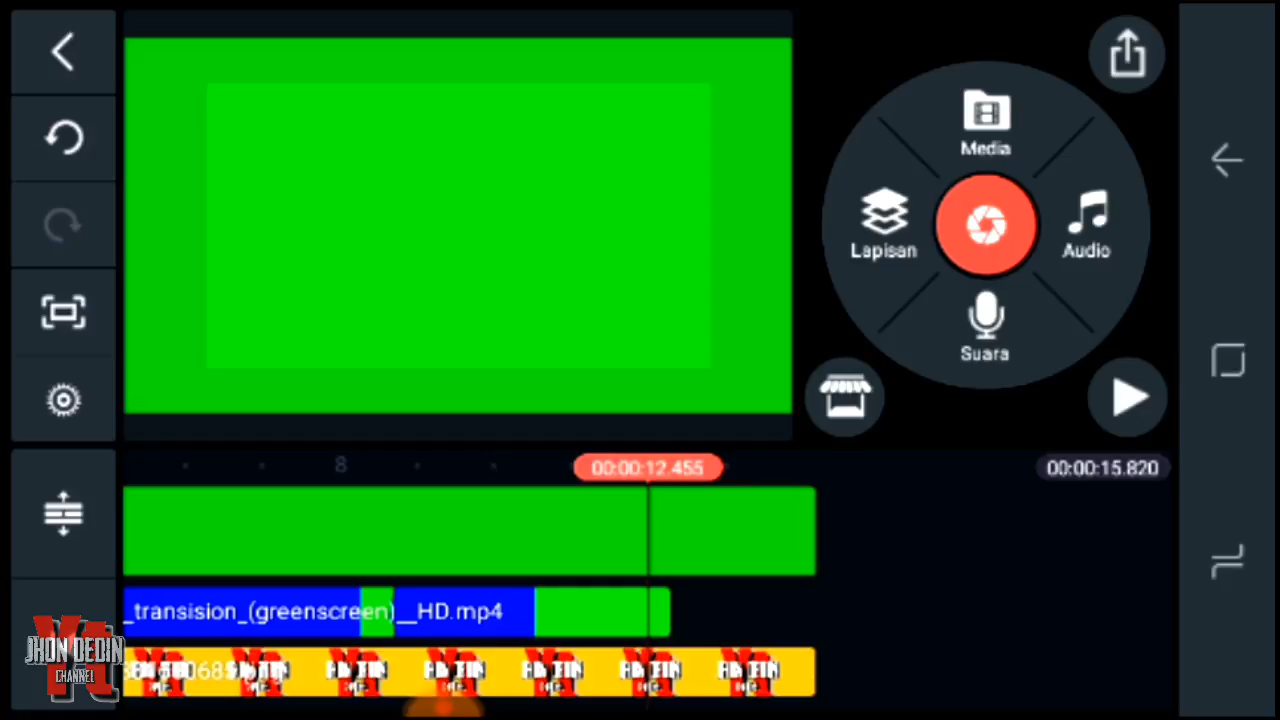 Media
Lapisan
Audio
Suara
8
00:00:12.455
00:00:15.820
_transision_(greenscreen)__HD.mp4
JHON DEDIN
CHANNEL